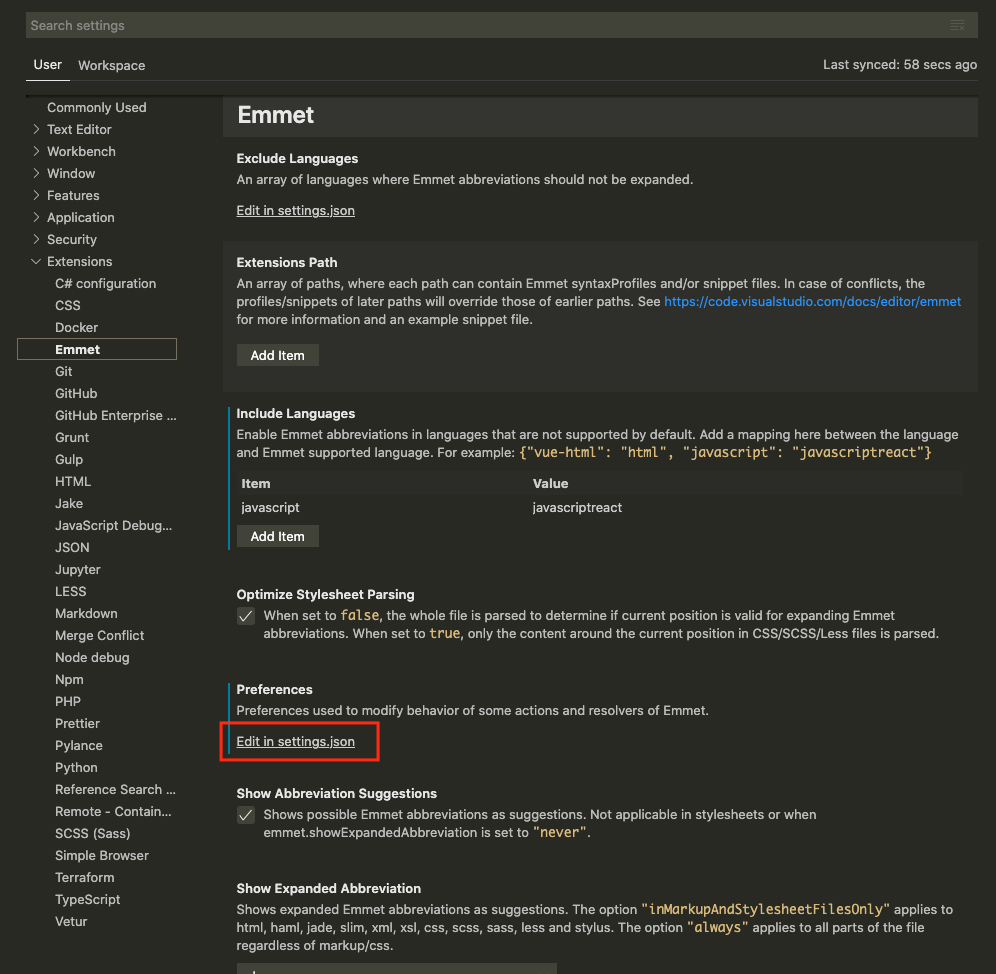 Search settings
User
Workspace
Last synced: 58 secs ago
Commonly Used
Text Editor
Workbench
Window
Features
Application
Security
Extensions
C# configuration
CSS
Docker
Emmet
Git
GitHub
GitHub Enterprise ...
Grunt
Gulp
HTML
Jake
JavaScript Debug...
JSON
Jupyter
LESS
Markdown
Merge Conflict
Node debug
Npm
PHP
Prettier
Pylance
Python
Reference Search ...
Remote - Contain...
SCSS (Sass)
Simple Browser
Terraform
TypeScript
Vetur
Emmet
Exclude Languages
An array of languages where Emmet abbreviations should not be expanded.
Edit in settings.json
Extensions Path
An array of paths, where each path can contain Emmet syntaxProfiles and/or snippet files. In case of conflicts, the
profiles/snippets of later paths will override those of earlier paths. See https://code.visualstudio.com/docs/editor/emmet
for more information and an example snippet file.
Add Item
Include Languages
Enable Emmet abbreviations in languages that are not supported by default. Add a mapping here between the language
and Emmet supported language. For example: {"vue-html": "html", "javascript": "javascriptreact"}
Item Value
javascript javascriptreact
Add Item
Optimize Stylesheet Parsing
When set to false, the whole file is parsed to determine if current position is valid for expanding Emmet
abbreviations. When set to true, only the content around the current position in CSS/SCSS/Less files is parsed.
Preferences
Preferences used to modify behavior of some actions and resolvers of Emmet.
Edit in settings.json
Show Abbreviation Suggestions
Shows possible Emmet abbreviations as suggestions. Not applicable in stylesheets or when
emmet.showExpandedAbbreviation is set to "never".
Show Expanded Abbreviation
Shows expanded Emmet abbreviations as suggestions. The option "inMarkupAndStylesheetFilesOnly" applies to
html, haml, jade, slim, xml, xsl, css, scss, sass, less and stylus. The option "always" applies to all parts of the file
regardless of markup/css.